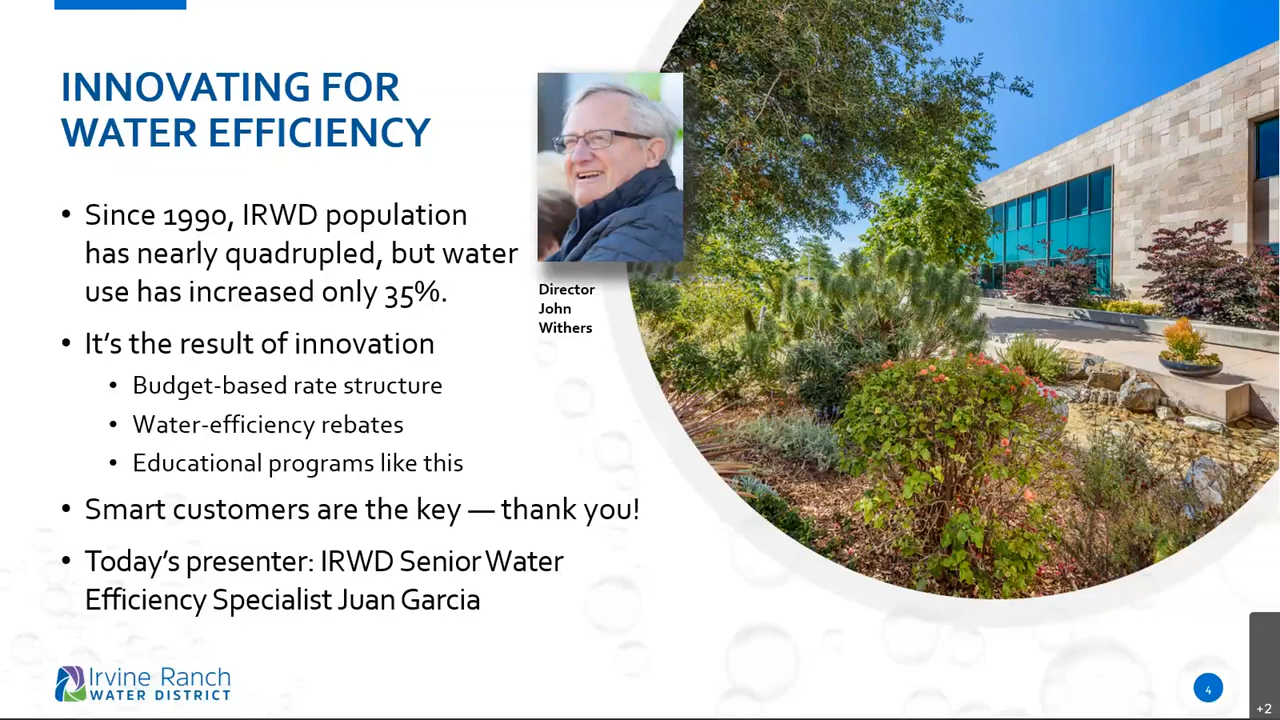 INNOVATING FOR
WATER EFFICIENCY
• Since 1990, IRWD population
has nearly quadrupled, but water
use has increased only 35%.
• It’s the result of innovation
• Budget-based rate structure
• Water-efficiency rebates
• Educational programs like this
• Smart customers are the key — thank you!
• Today’s presenter: IRWD Senior Water
Efficiency Specialist Juan Garcia
Director
John
Withers
Irvine Ranch
WATER DISTRICT
4
+2